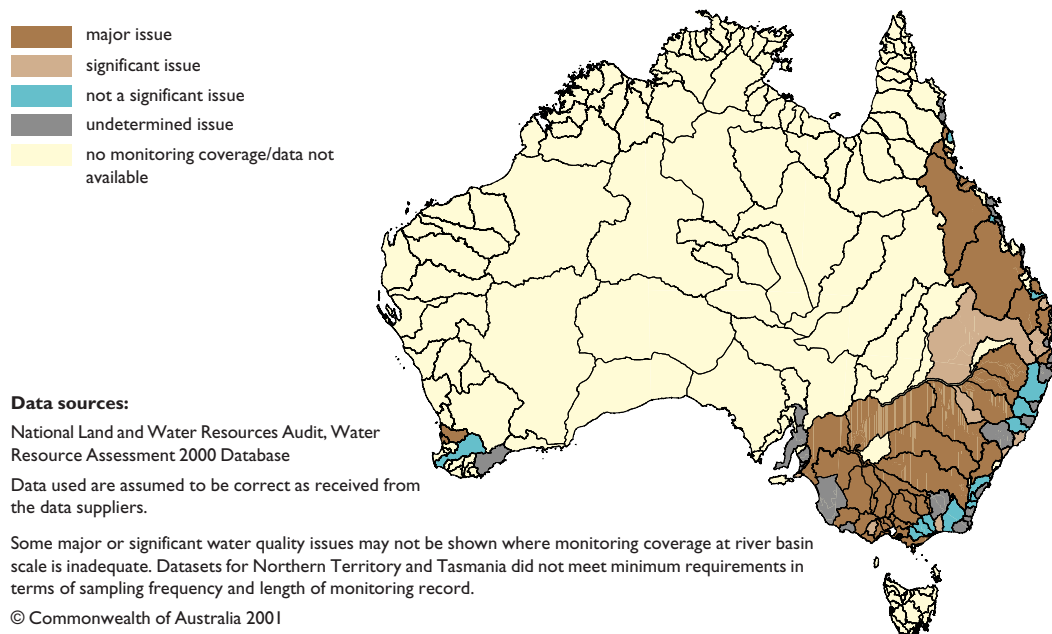 major issue
significant issue
not a significant issue
undetermined issue
no monitoring coverage/data not
available
Data sources:
National Land and Water Resources Audit, Water
Resource Assessment 2000 Database
Data used are assumed to be correct as received from
the data suppliers.
Some major or significant water quality issues may not be shown where monitoring coverage at river basin
scale is inadequate. Datasets for Northern Territory and Tasmania did not meet minimum requirements in
terms of sampling frequency and length of monitoring record.
© Commonwealth of Australia 2001